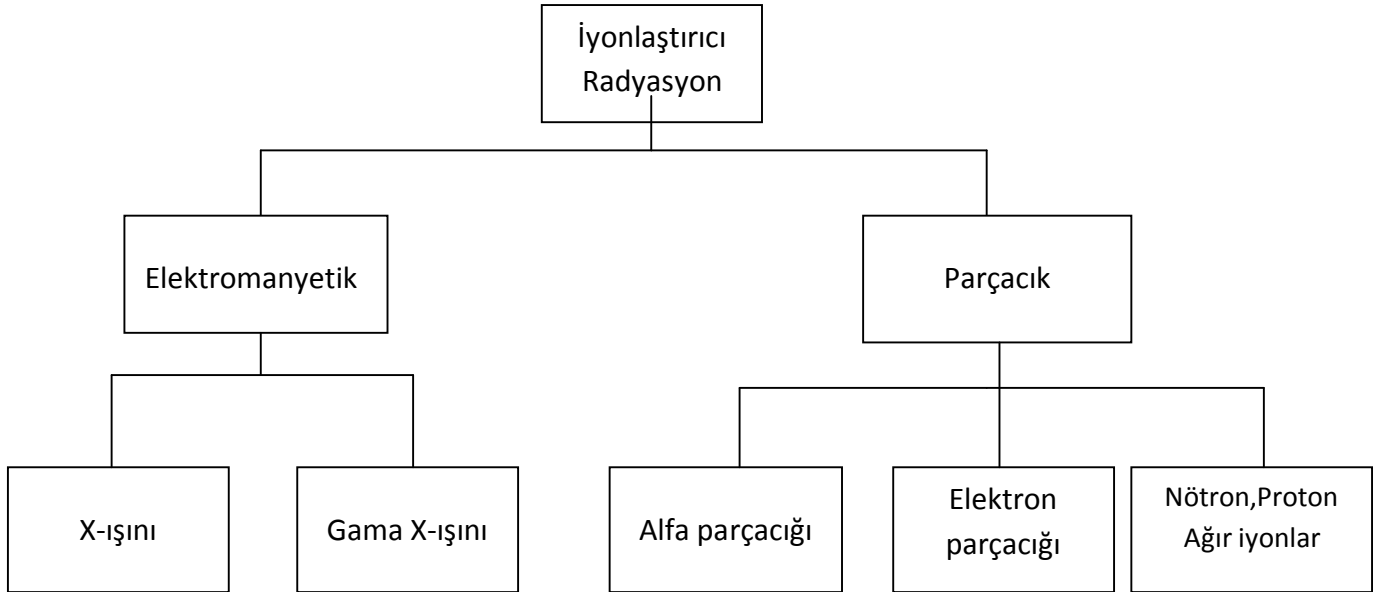 İyonlaştırıcı
Radyasyon
Elektromanyetik
Parçacık
X-ışını
Gama X-ışını
Alfa parçacığı
Elektron
parçacığı
Nötron,Proton
Ağır iyonlar